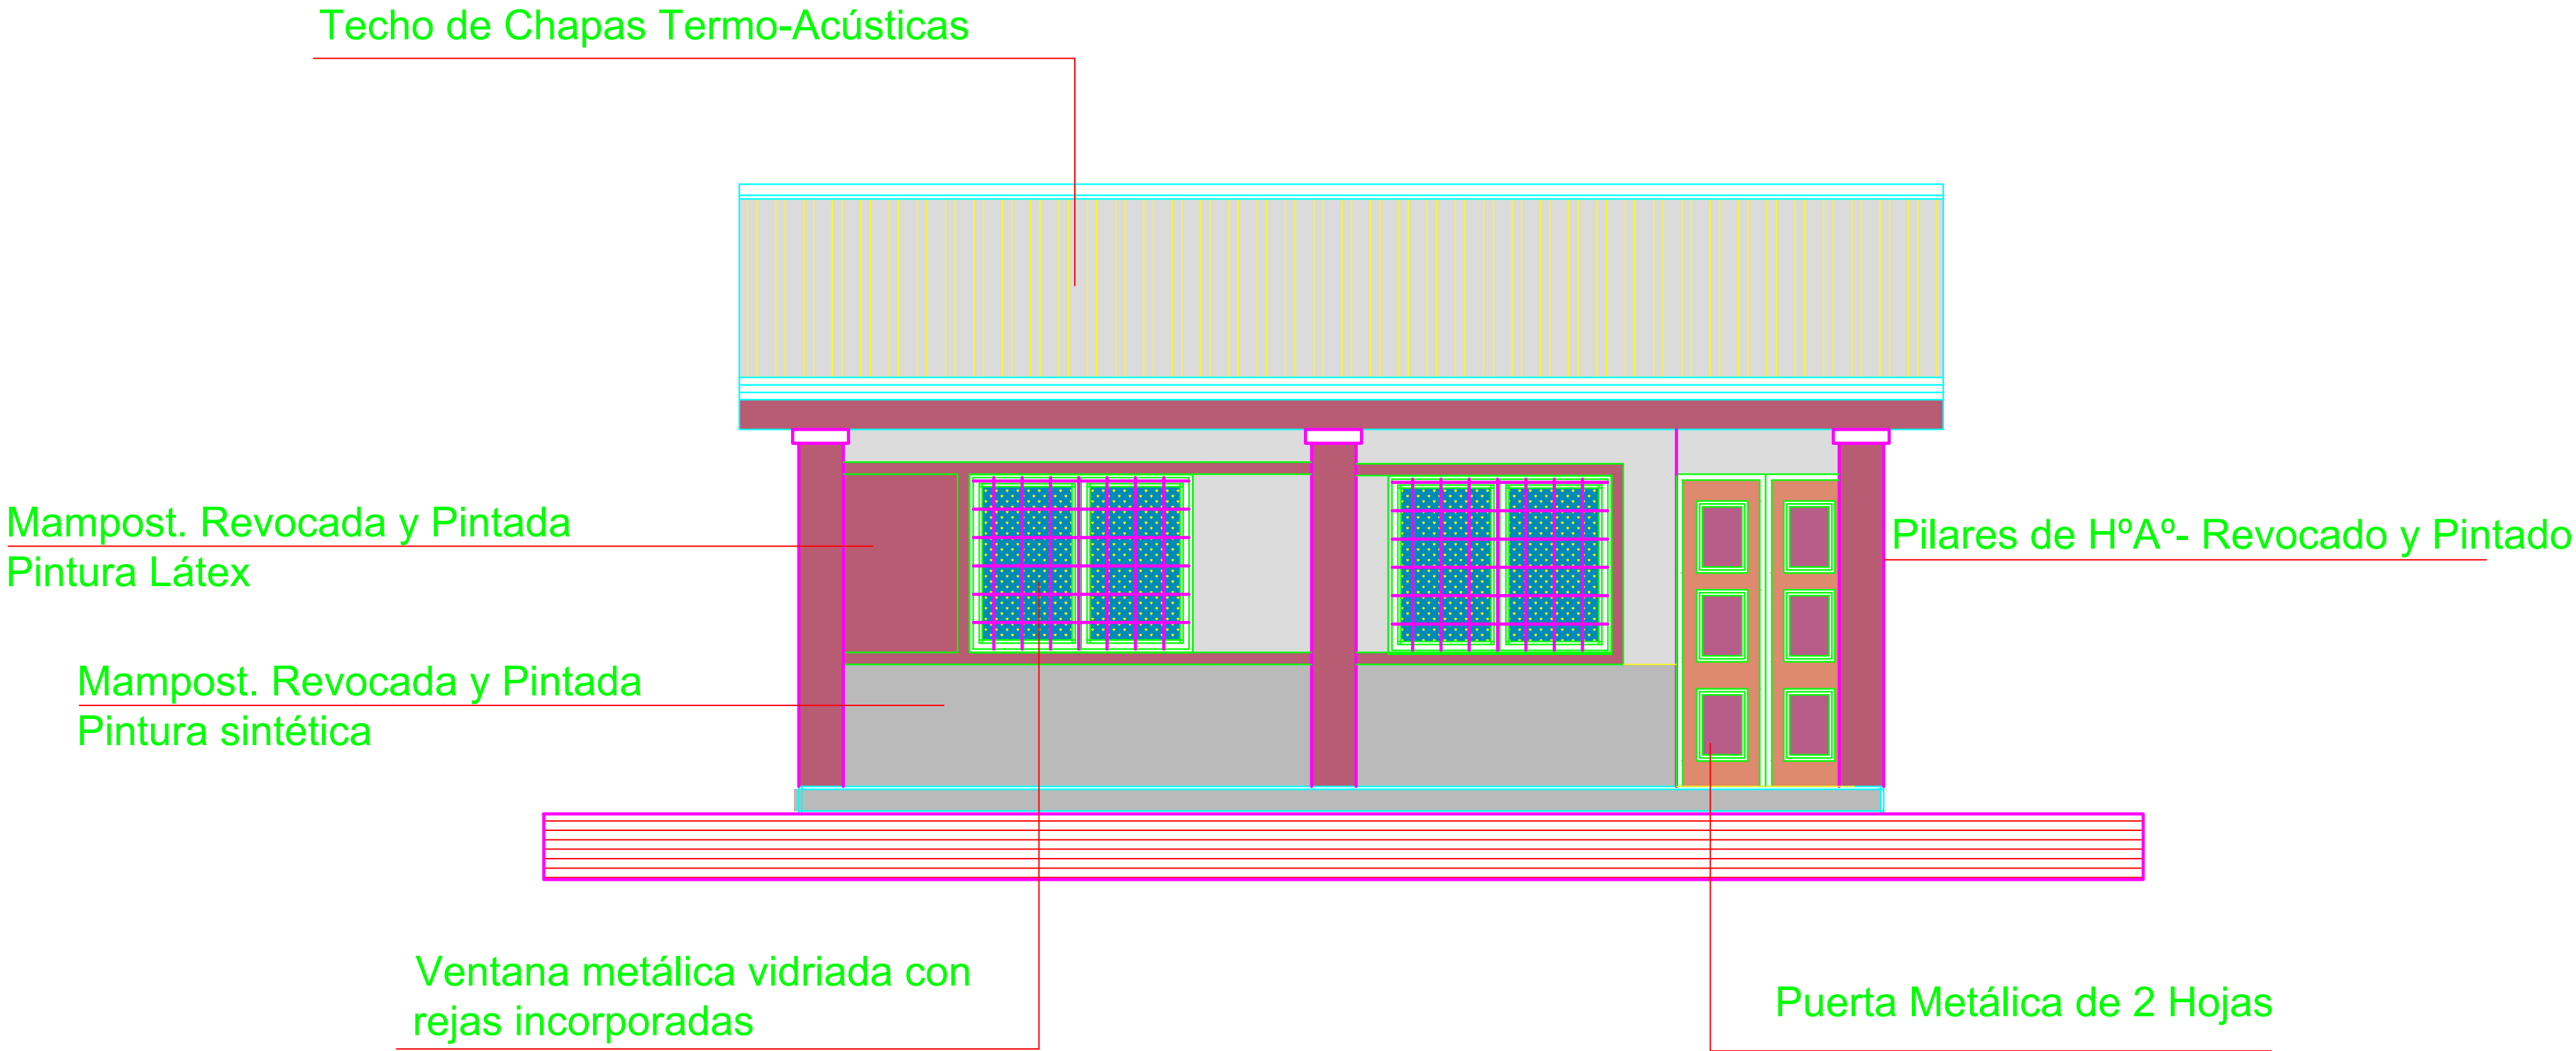 Techo de Chapas Termo-Acústicas
Mampost. Revocada y Pintada
Pintura Látex
Pilares de HºAº- Revocado y Pintado
Mampost. Revocada y Pintada
Pintura sintética
Ventana metálica vidriada con
rejas incorporadas
Puerta Metálica de 2 Hojas